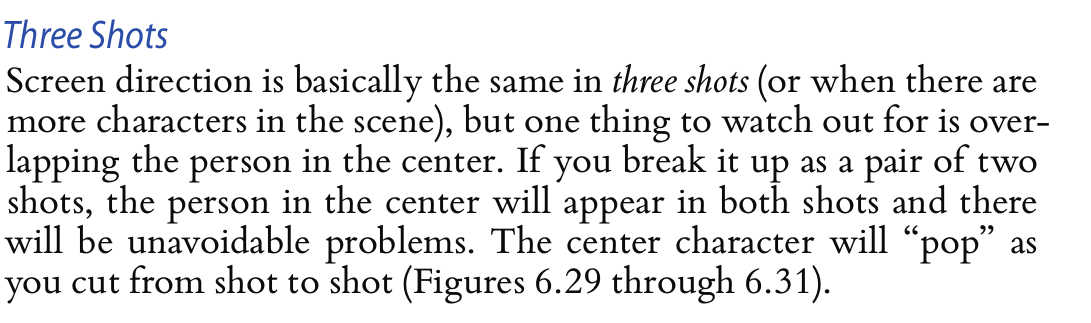 Three Shots
Screen direction is basically the same in three shots (or when there are
more characters in the scene), but one thing to watch out for is over-
lapping the person in the center. If you break it up as a pair of two
shots, the person in the center will appear in both shots and there
will be unavoidable problems. The center character will “pop” as
you cut from shot to shot (Figures 6.29 through 6.31).